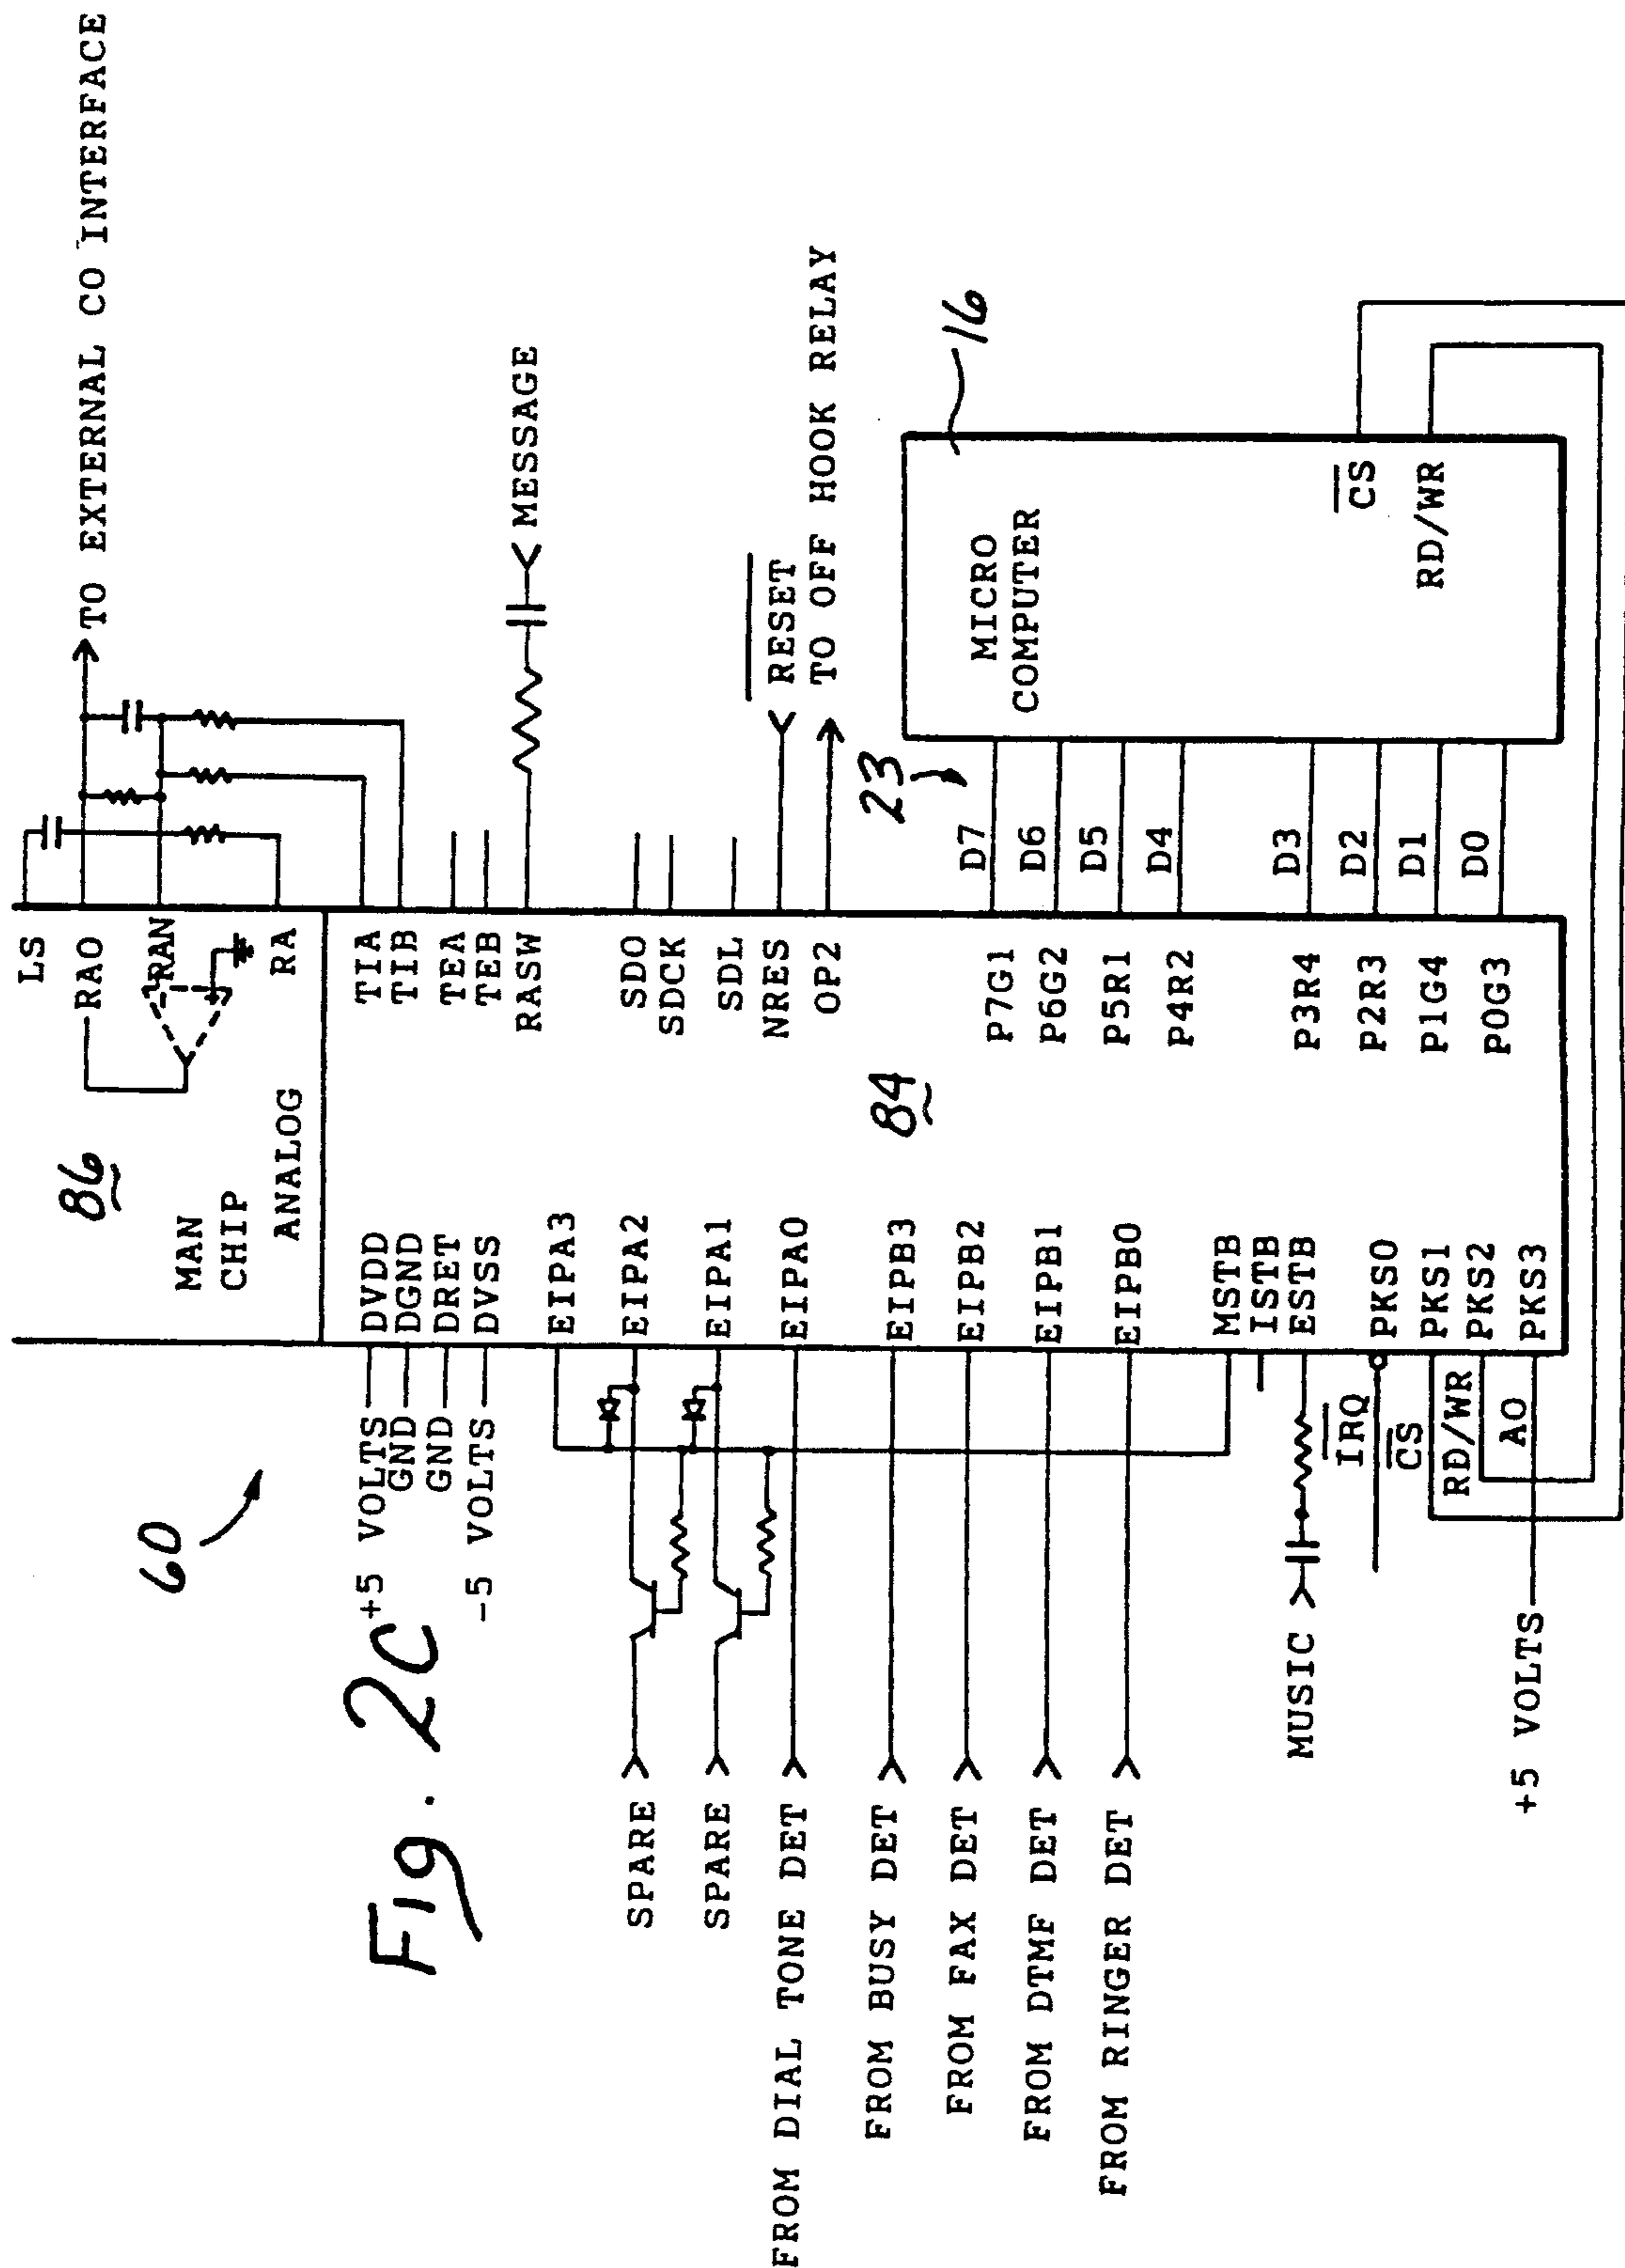 Fig. 2C
60
86
MAN
CHIP
ANALOG
LS
RAO
RAN
RA
TO EXTERNAL CO INTERFACE
+5 VOLTS
DVDD
GND
DGND
GND
DRET
-5 VOLTS
DVSS
TIA
TIB
TEA
TEB
RASW
MESSAGE
SPARE
EIPA3
EIPA2
SPARE
EIPA1
FROM DIAL TONE DET
EIPA0
FROM BUSY DET
EIPB3
FROM FAX DET
EIPB2
FROM DTMF DET
EIPB1
FROM RINGER DET
EIPB0
SDO
SDCK
SDL
NRES
RESET
OP2
TO OFF HOOK RELAY
84
23
16
MICRO
COMPUTER
P7G1
D7
P6G2
D6
P5R1
D5
P4R2
D4
P3R4
D3
P2R3
D2
P1G4
D1
P0G3
D0
CS
RD/WR
MSTB
ISTB
MUSIC
ESTB
IRQ
PKS0
CS
PKS1
RD/WR
PKS2
+5 VOLTS
A0
PKS3